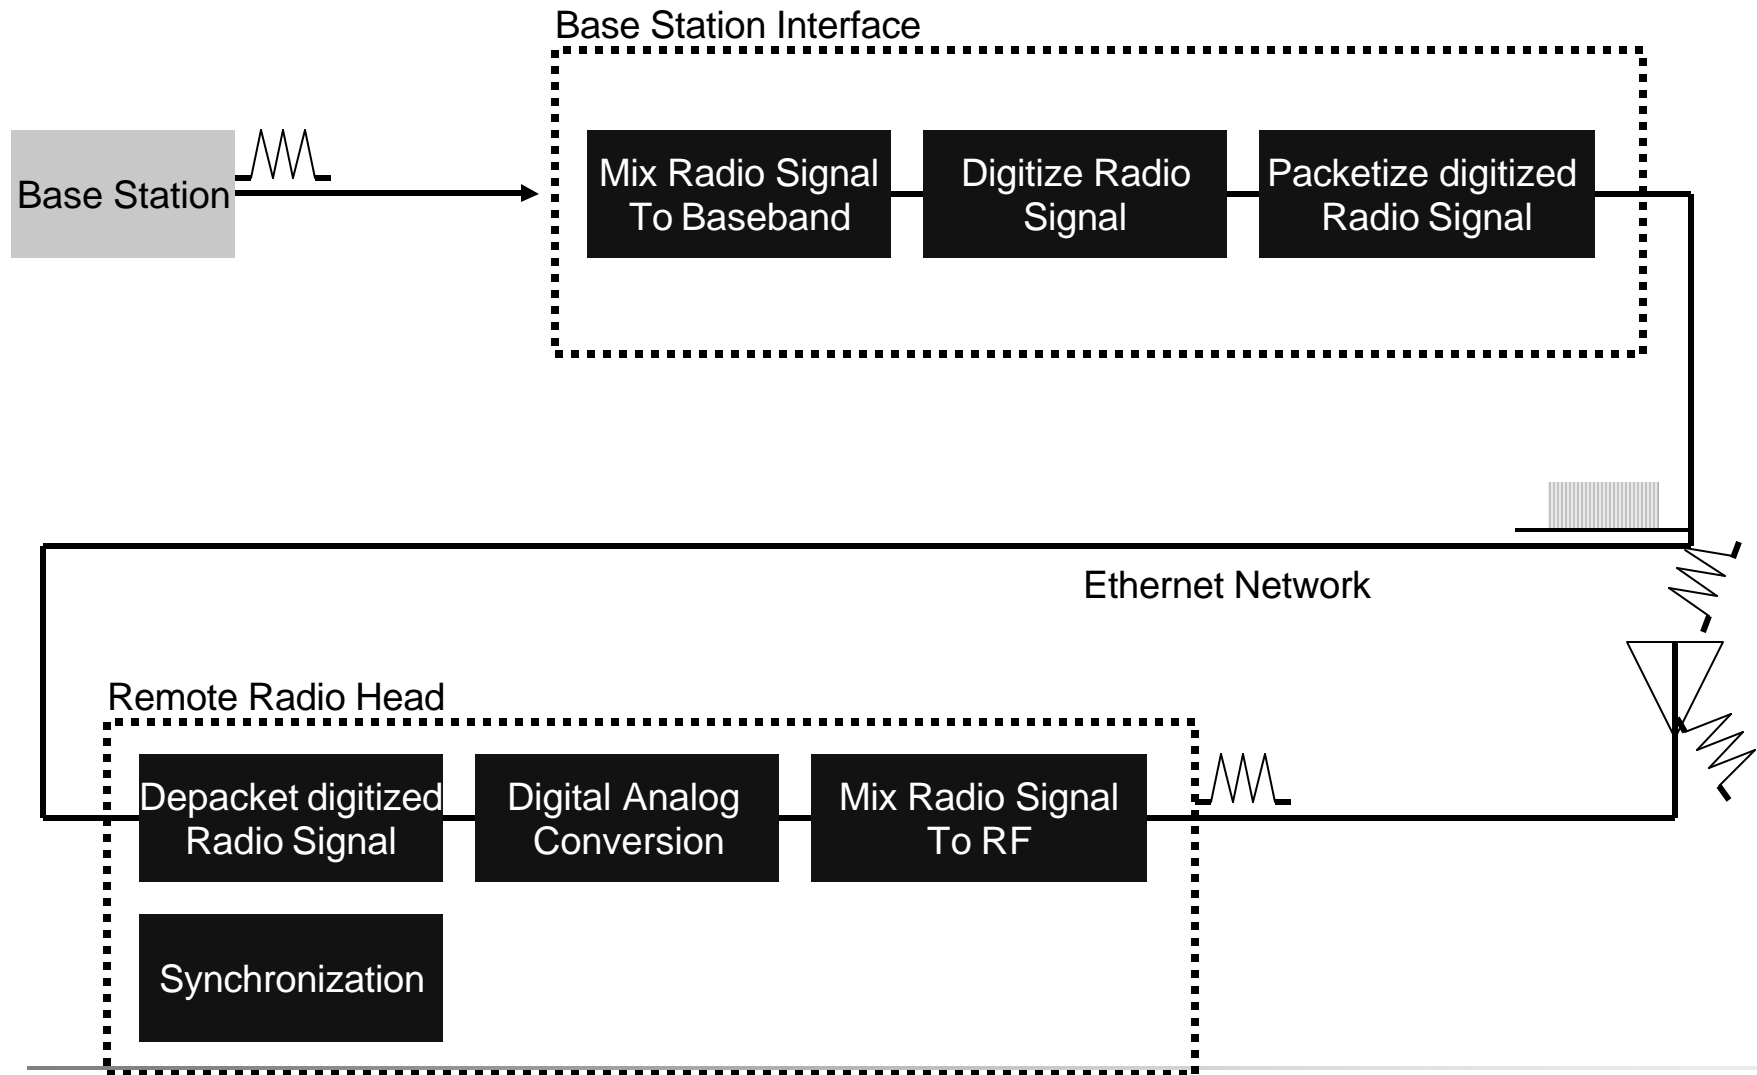 Base Station Interface
Base Station
Mix Radio Signal
To Baseband
Digitize Radio
Signal
Packetize digitized
Radio Signal
Ethernet Network
Remote Radio Head
Depacket digitized
Radio Signal
Digital Analog
Conversion
Mix Radio Signal
To RF
Synchronization